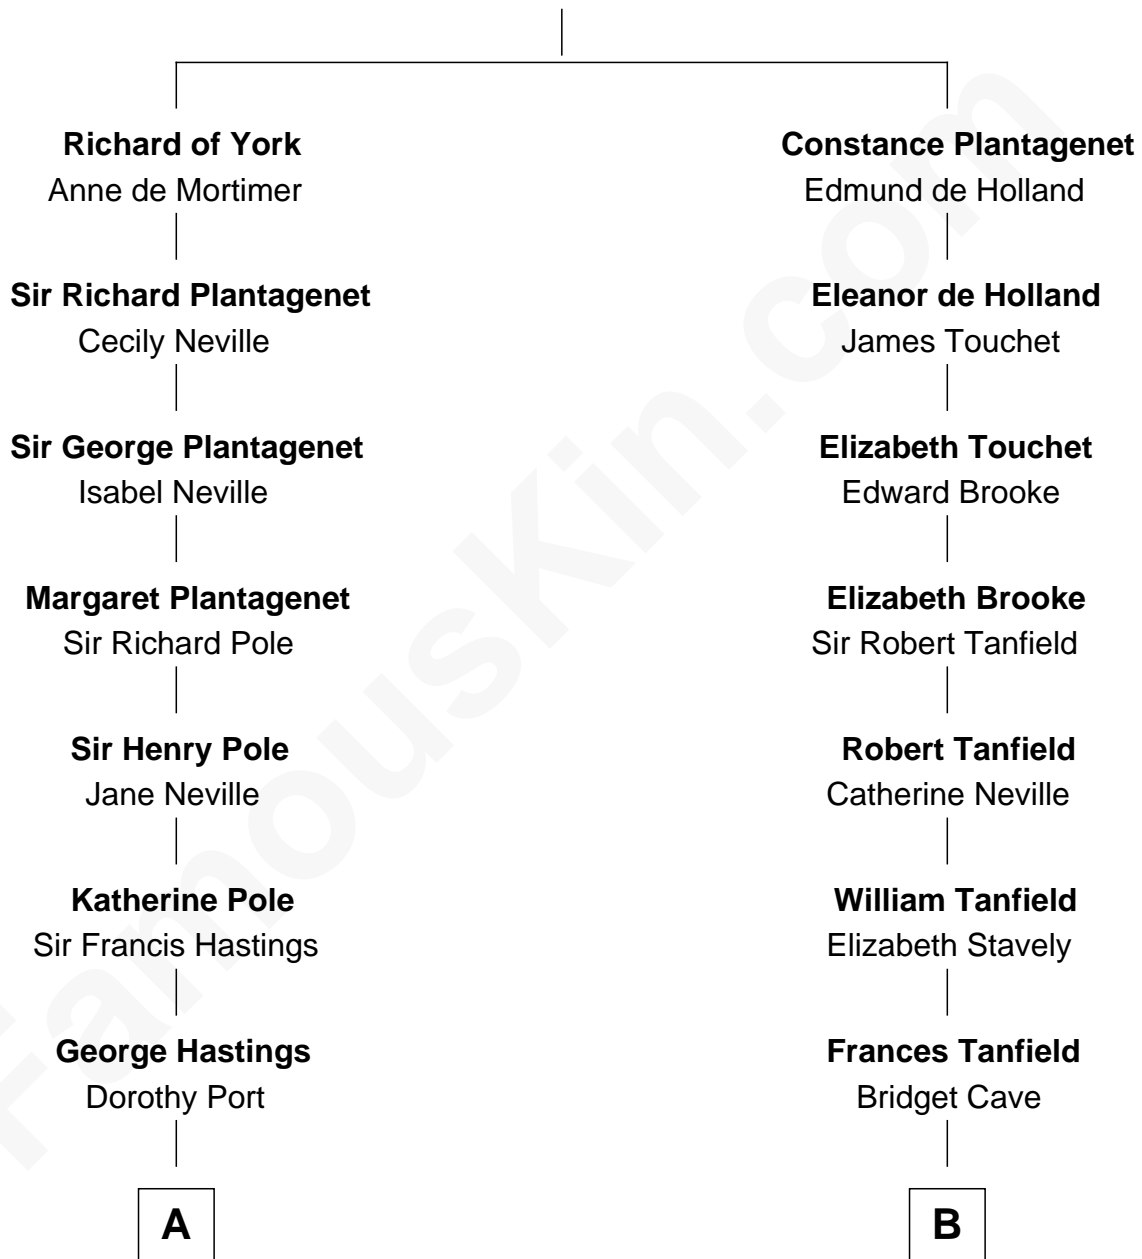 Richard of York
Anne de Mortimer
Sir Richard Plantagenet
Cecily Neville
Sir George Plantagenet
Isabel Neville
Margaret Plantagenet
Sir Richard Pole
Sir Henry Pole
Jane Neville
Katherine Pole
Sir Francis Hastings
George Hastings
Dorothy Port
A
Constance Plantagenet
Edmund de Holland
Eleanor de Holland
James Touchet
Elizabeth Touchet
Edward Brooke
Elizabeth Brooke
Sir Robert Tanfield
Robert Tanfield
Catherine Neville
William Tanfield
Elizabeth Stavely
Frances Tanfield
Bridget Cave
B
FamousKin.com